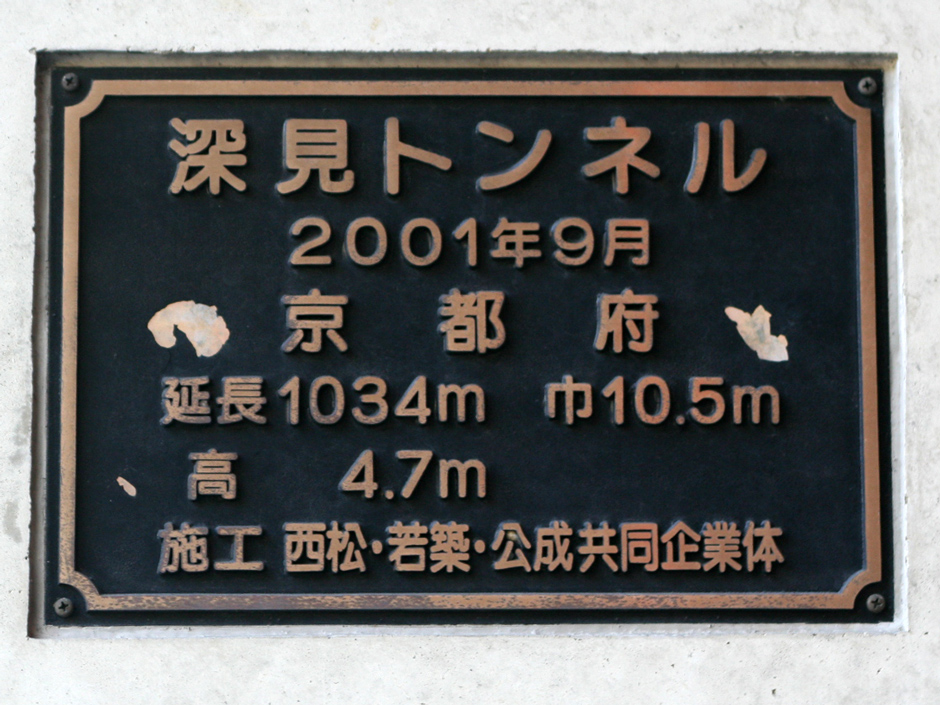 深見トンネル
2001年9月
京都府
延長1034m 巾10.5m
高 4.7m
施工 西松・若築・公成共同企業体